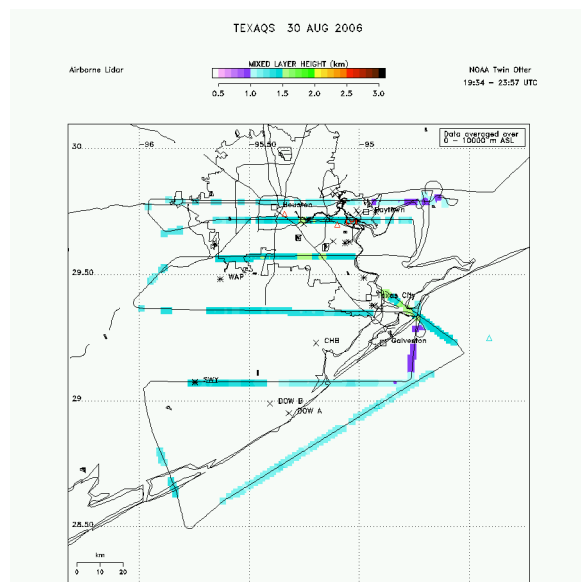 TEXAQS 30 AUG 2006
Airborne Lidar
MIXED LAYER HEIGHT (km)
0.5 1.0 1.5 2.0 2.5 3.0
NOAA Twin Otter
19:34 - 23:57 UTC
Data averaged over
0 - 10000 m ASL
30
-96 -95.50 -95
Houston
Baytown
29.50
WAP
Texas City
CHB
Galveston
SWY
29
DOW B
DOW A
28.50
km
0 10 20